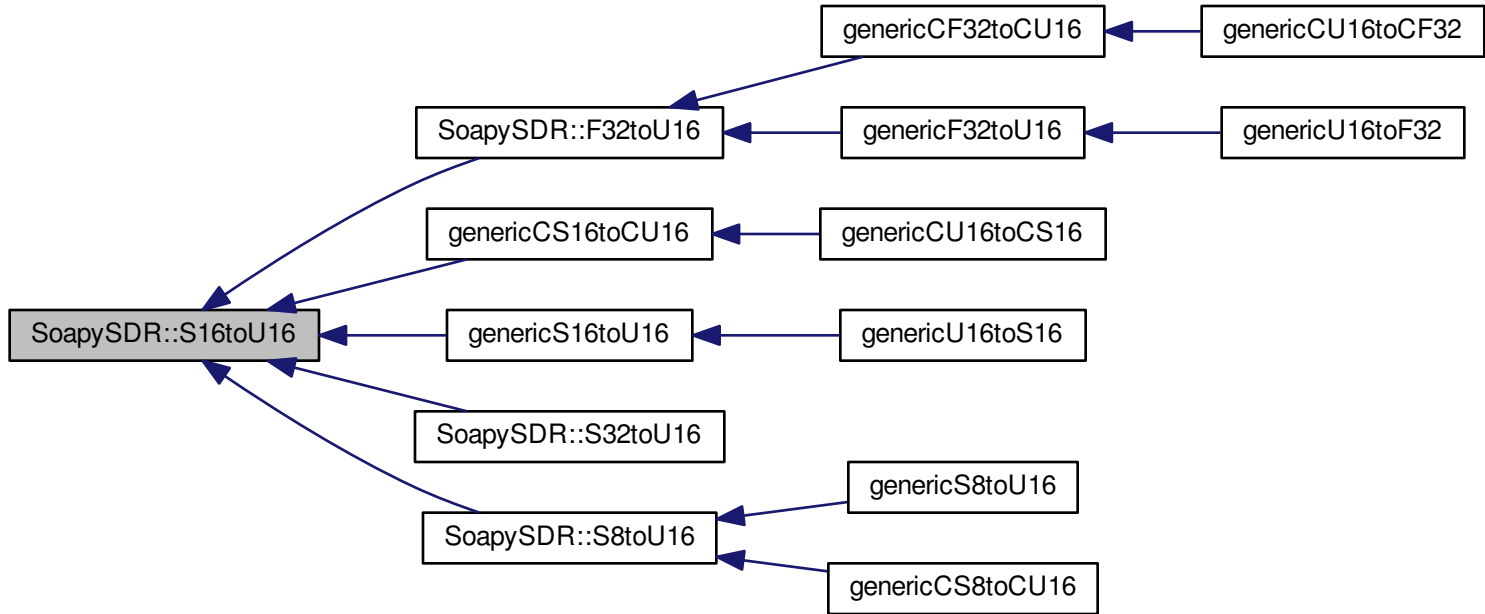 genericCF32toCU16
genericCU16toCF32
SoapySDR::F32toU16
genericF32toU16
genericU16toF32
genericCS16toCU16
genericCU16toCS16
SoapySDR::S16toU16
genericS16toU16
genericU16toS16
SoapySDR::S32toU16
genericS8toU16
SoapySDR::S8toU16
genericCS8toCU16